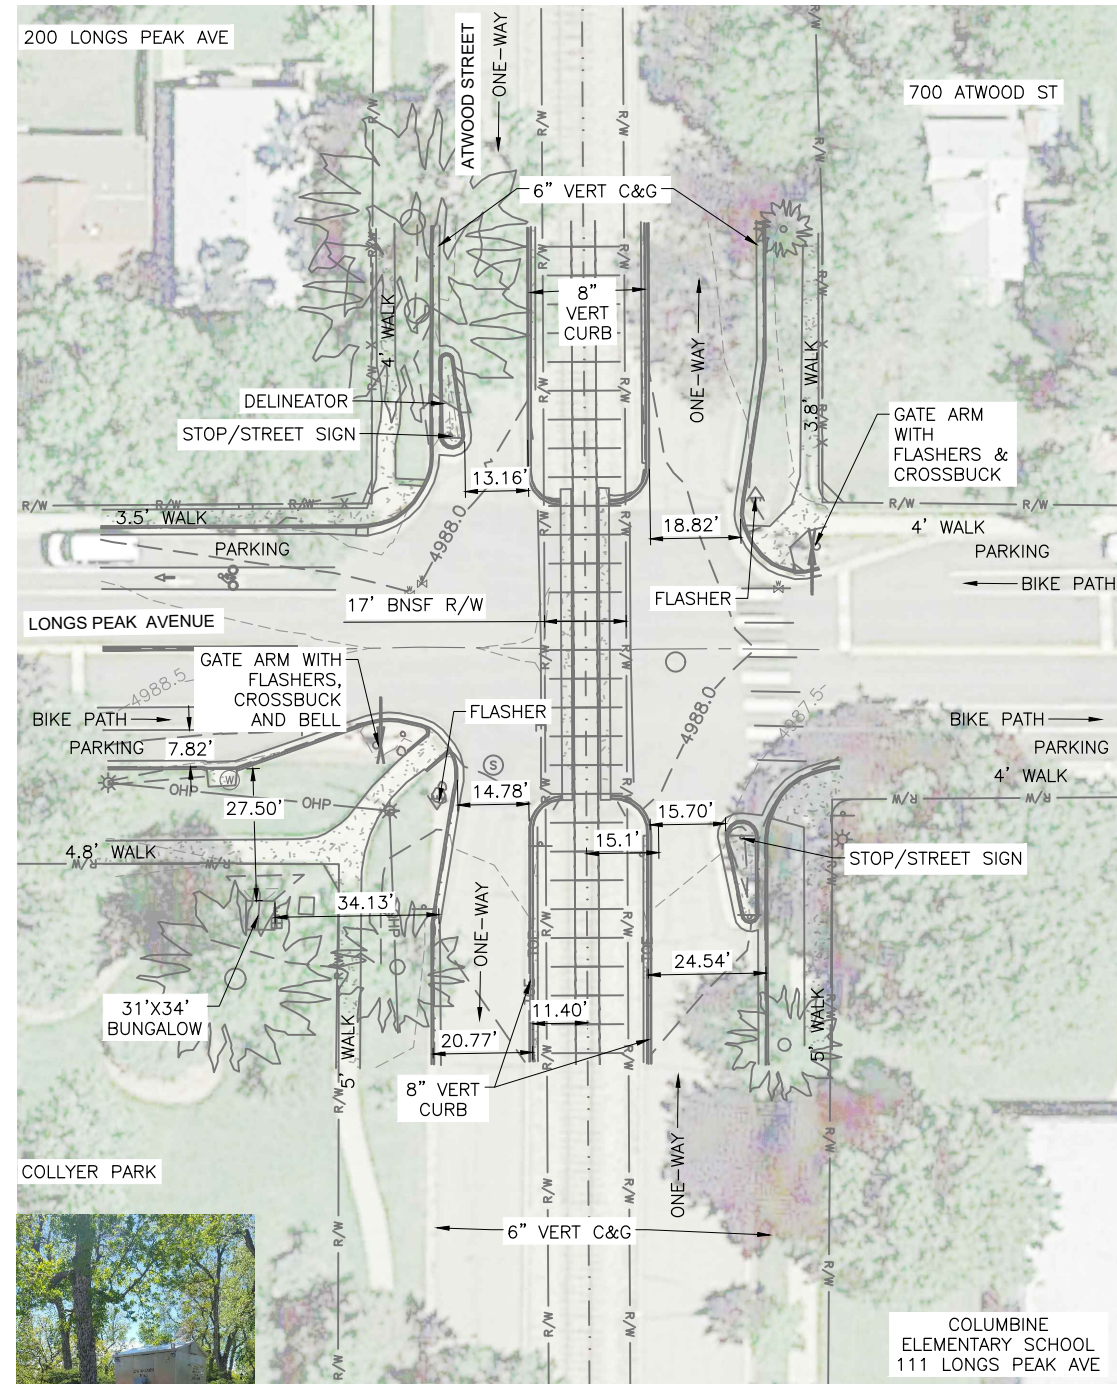 200 LONGS PEAK AVE
ATWOOD STREET
ONE-WAY
700 ATWOOD ST
R/W
R/W
R/W
R/W
6" VERT C&G
R/W
R/W
R/W
8"
VERT
CURB
4' WALK
ONE-WAY
3.8' WALK
R/W
R/W
DELINEATOR
STOP/STREET SIGN
GATE ARM
WITH
FLASHERS &
CROSSBUCK
13.16'
R/W
R/W
R/W
R/W
R/W
R/W
3.5' WALK
18.82'
4' WALK
PARKING
4988.0
PARKING
17' BNSF R/W
FLASHER
BIKE PATH
LONGS PEAK AVENUE
GATE ARM WITH
FLASHERS,
CROSSBUCK
AND BELL
4988.5
4988.0
4987.5
BIKE PATH
FLASHER
BIKE PATH
PARKING
7.82'
PARKING
W
S
4' WALK
OHP
27.50'
OHP
14.78'
15.70'
R/W
R/W
15.1'
4.8' WALK
R/W
R/W
STOP/STREET SIGN
34.13'
OHP
ONE-WAY
24.54'
31'X34'
BUNGALOW
11.40'
20.77'
5' WALK
5' WALK
8" VERT
CURB
R/W
R/W
R/W
R/W
ONE-WAY
COLLYER PARK
6" VERT C&G
R/W
R/W
R/W
R/W
COLUMBINE
ELEMENTARY SCHOOL
111 LONGS PEAK AVE